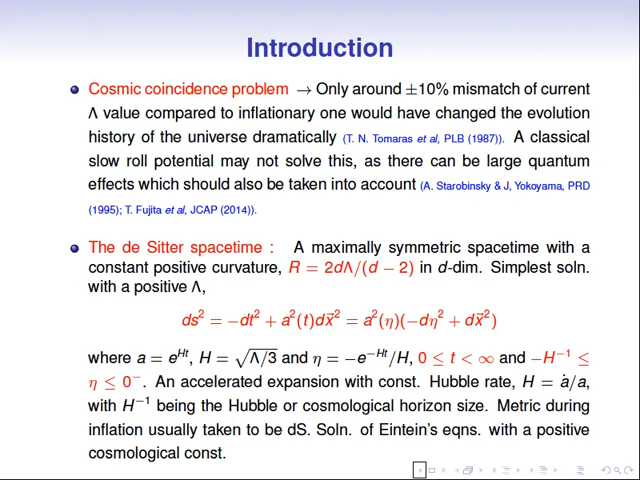 Introduction
Cosmic coincidence problem → Only around ±10% mismatch of current
Λ value compared to inflationary one would have changed the evolution
history of the universe dramatically (T. N. Tomaras et al, PLB (1987)). A classical
slow roll potential may not solve this, as there can be large quantum
effects which should also be taken into account (A. Starobinsky & J, Yokoyama, PRD
(1995); T. Fujita et al, JCAP (2014)).
The de Sitter spacetime : A maximally symmetric spacetime with a
constant positive curvature, R = 2dΛ/(d − 2) in d-dim. Simplest soln.
with a positive Λ,
ds² = −dt² + a²(t)dx⃗² = a²(η)(−dη² + dx⃗²)
where a = e^{Ht}, H = √(Λ/3) and η = −e^{−Ht}/H, 0 ≤ t < ∞ and −H⁻¹ ≤
η ≤ 0⁻. An accelerated expansion with const. Hubble rate, H = ȧ/a,
with H⁻¹ being the Hubble or cosmological horizon size. Metric during
inflation usually taken to be dS. Soln. of Eintein's eqns. with a positive
cosmological const.